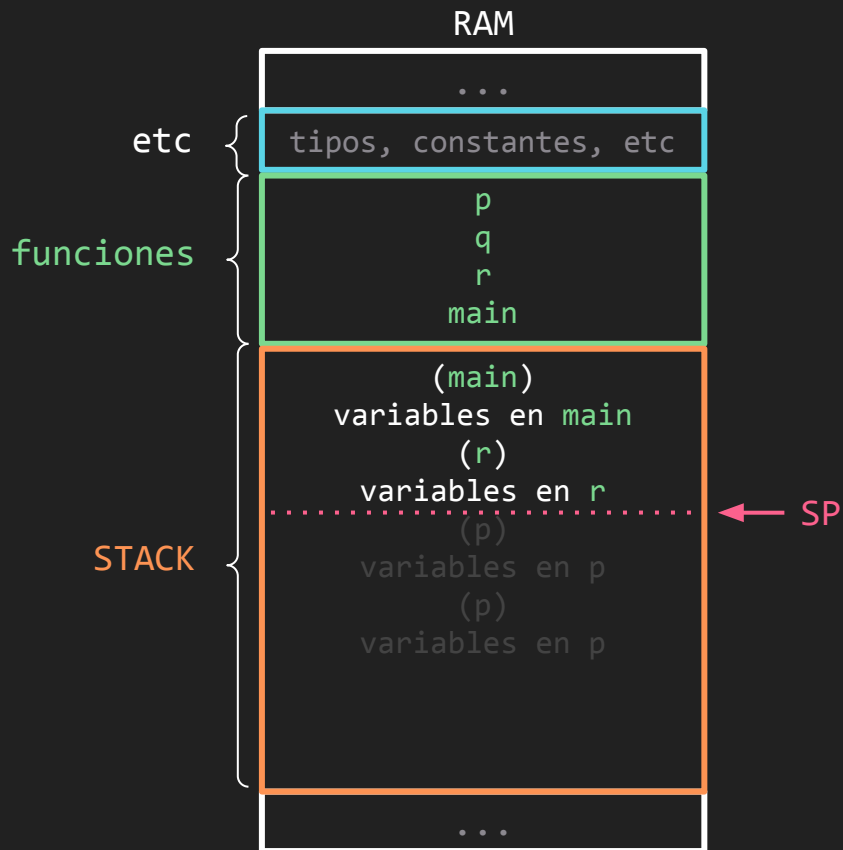 RAM
...
etc
tipos, constantes, etc
funciones
p
q
r
main
STACK
(main)
variables en main
(r)
variables en r
SP
(p)
variables en p
(p)
variables en p
...